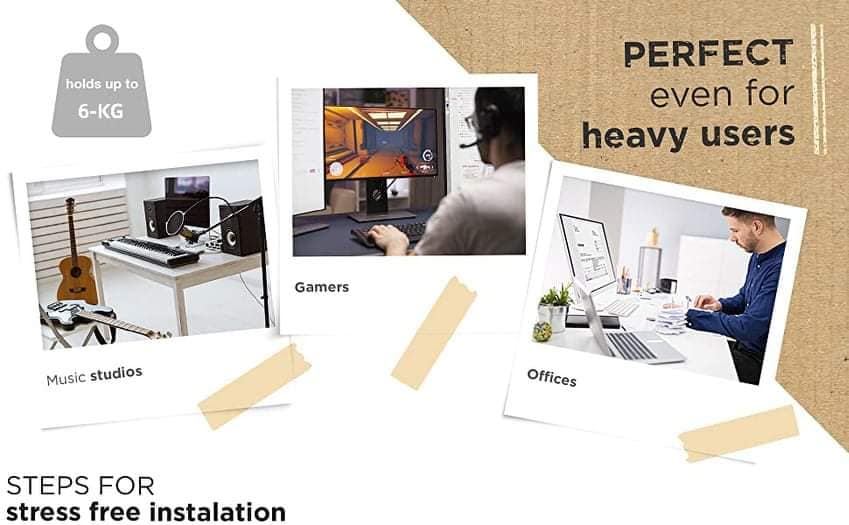 holds up to
6-KG
PERFECT
even for
heavy users
Music studios
Gamers
Offices
STEPS FOR
stress free instalation